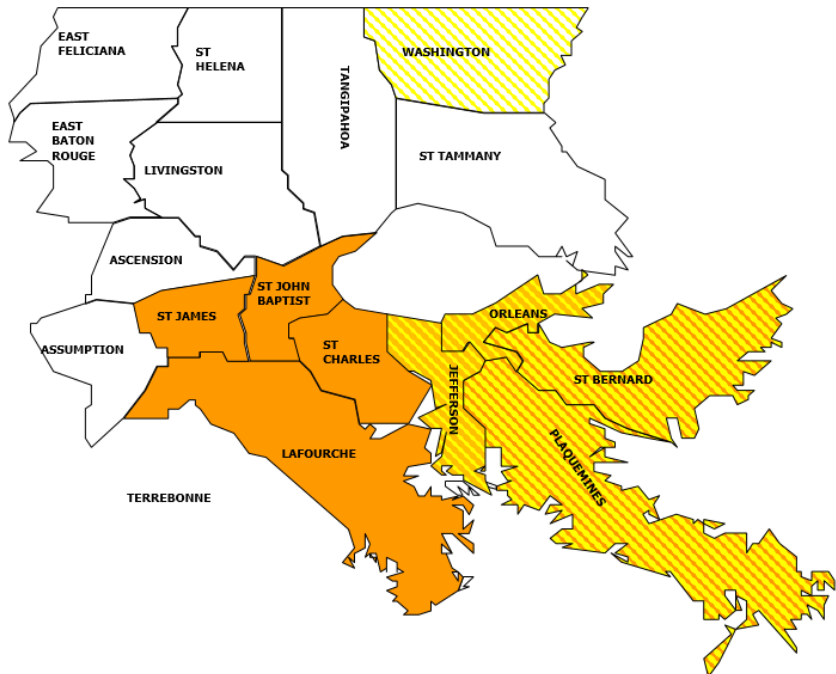 EAST
FELICIANA
ST
HELENA
TANGIPAHOA
WASHINGTON
EAST
BATON
ROUGE
LIVINGSTON
ST TAMMANY
ASCENSION
ST JOHN
BAPTIST
ST JAMES
ORLEANS
ASSUMPTION
ST
CHARLES
JEFFERSON
ST BERNARD
LAFOURCHE
PLAQUEMINES
TERREBONNE